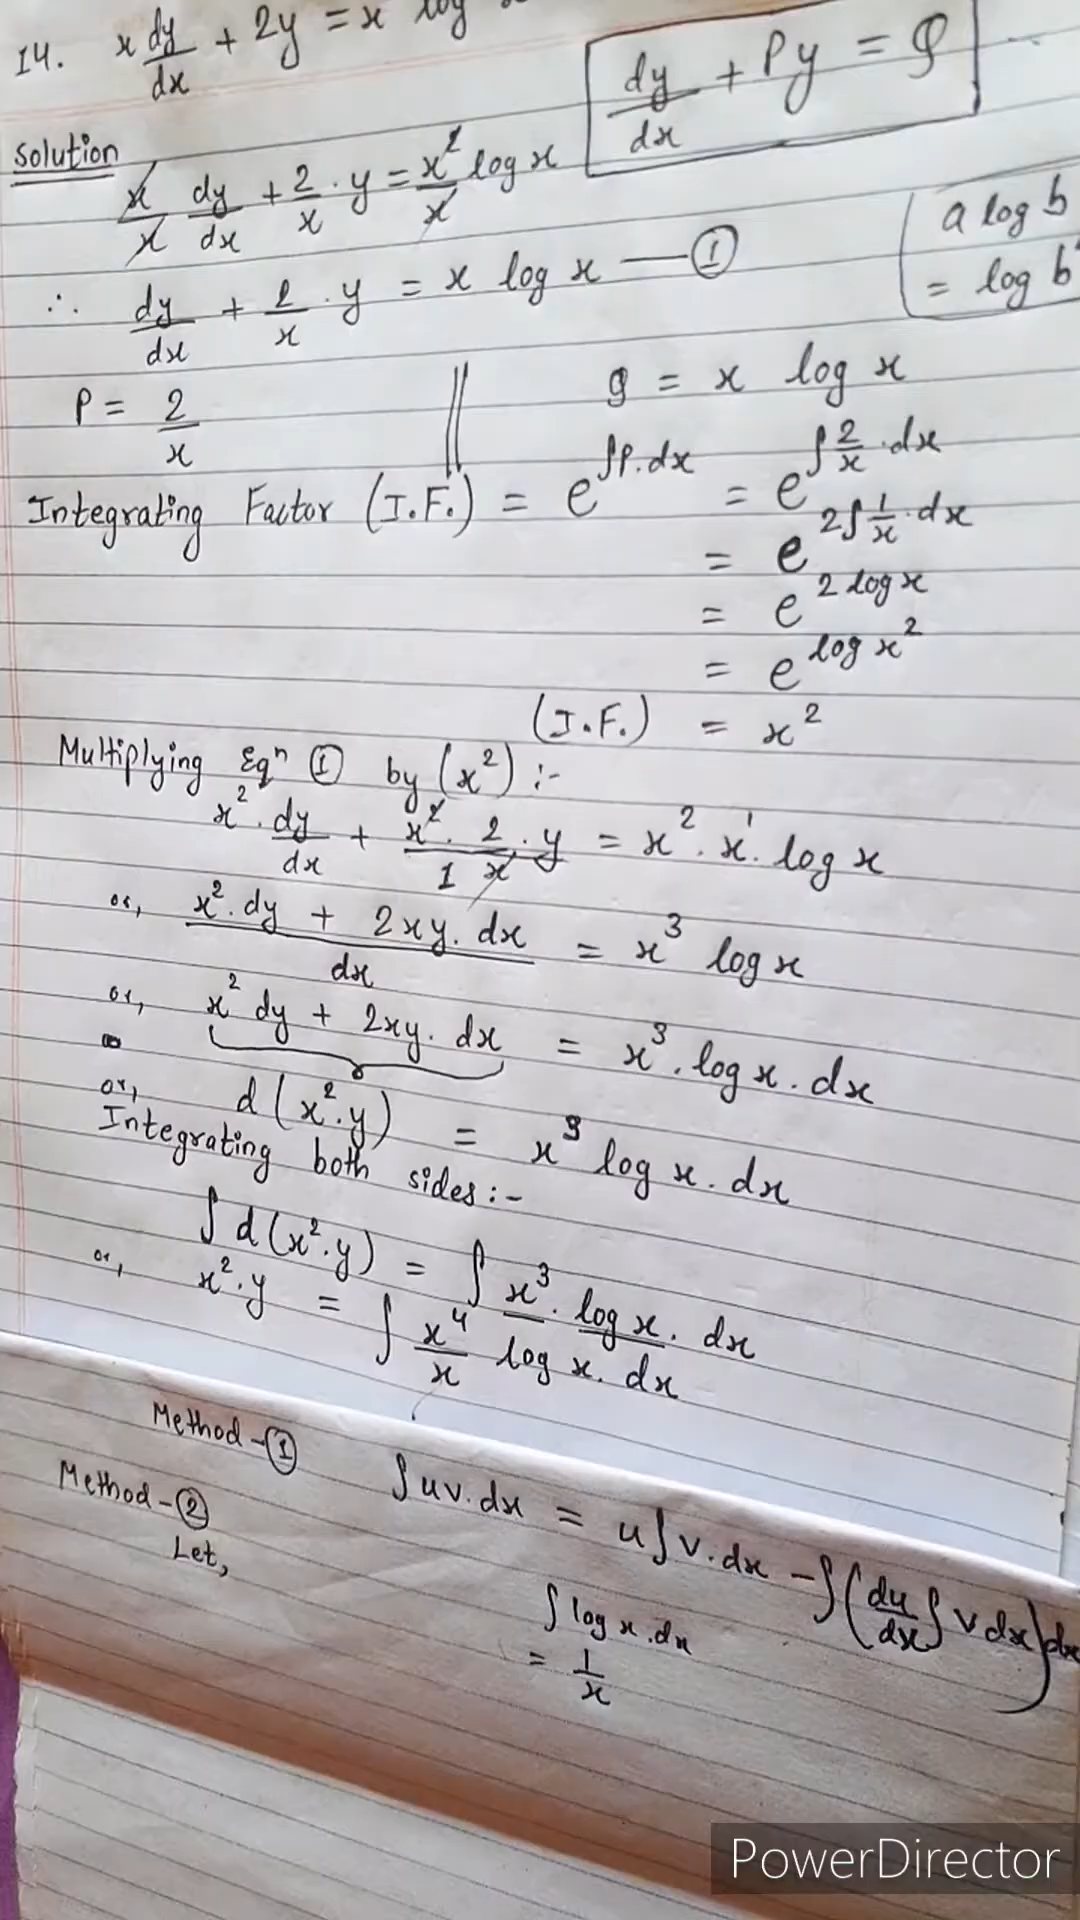 14. x dy/dx + 2y = x log
dy/dx + Py = Q
Solution
x/x dy/dx + 2/x · y = x²/x log x
a log b
= log b
∴ dy/dx + 2/x · y = x log x — ①
P = 2/x || Q = x log x
Integrating Factor (I.F.) = e^∫P.dx = e^∫2/x .dx
= e^2∫1/x .dx
= e^2 log x
= e^log x²
(I.F.) = x²
Multiplying Eqⁿ ① by (x²) :-
x². dy/dx + x²/1 . 2/x . y = x² . x¹. log x
or, x². dy + 2xy. dx / dx = x³ log x
or, x² dy + 2xy. dx = x³ . log x . dx
or, d(x².y) = x³ log x . dx
Integrating both sides :-
∫ d(x².y) = ∫ x³ . log x . dx
or, x².y = ∫ x⁴/x log x . dx
Method - ①
∫uv.dx = u∫v.dx - ∫(du/dx ∫v dx)dx
Method - ②
Let,
∫ log x .dx
= 1/x
PowerDirector